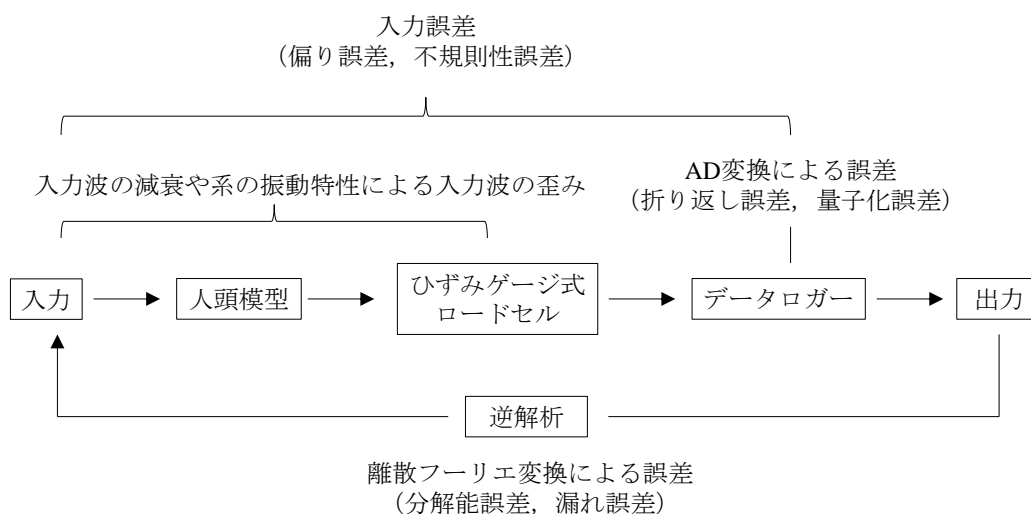 入力誤差
（偏り誤差，不規則性誤差）
入力波の減衰や系の振動特性による入力波の歪み
AD変換による誤差
（折り返し誤差，量子化誤差）
入力
人頭模型
ひずみゲージ式
ロードセル
データロガー
出力
逆解析
離散フーリエ変換による誤差
（分解能誤差，漏れ誤差）